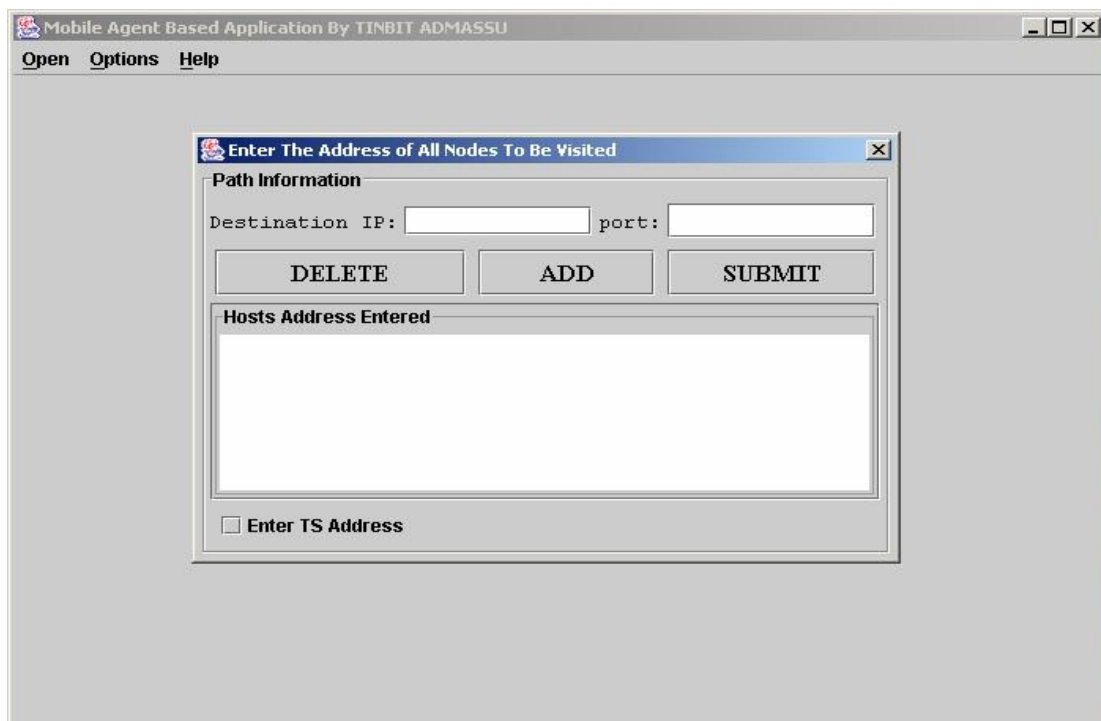 Mobile Agent Based Application By TINBIT ADMASSU
Open Options Help
Enter The Address of All Nodes To Be Visited
Path Information
Destination IP: port:
DELETE ADD SUBMIT
Hosts Address Entered
Enter TS Address